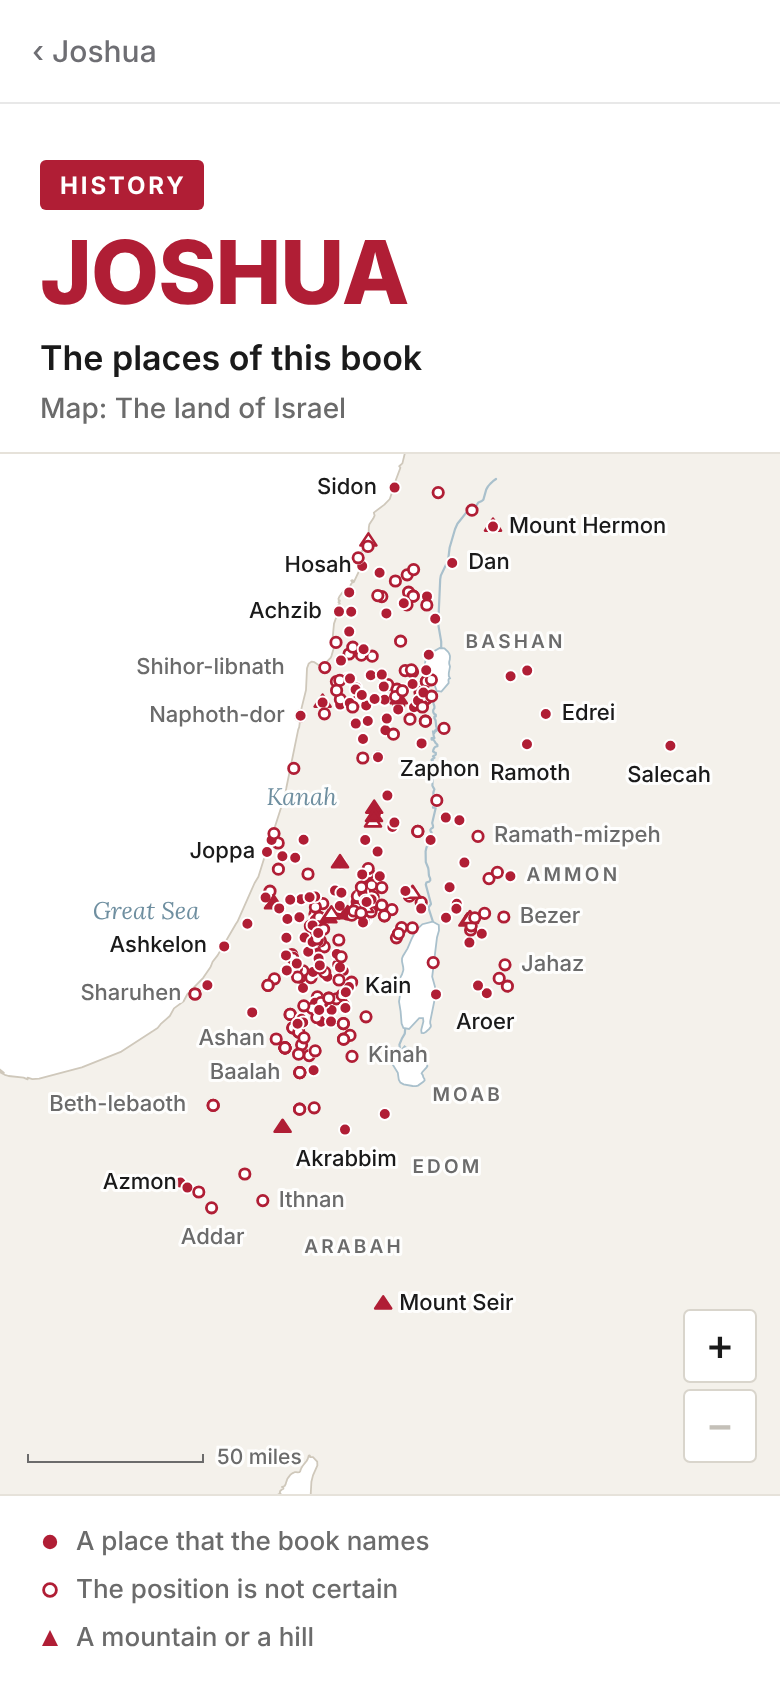 ‹ Joshua
HISTORY
JOSHUA
The places of this book
Map: The land of Israel
Sidon
Mount Hermon
Hosah
Dan
Achzib
BASHAN
Shihor-libnath
Naphoth-dor
Edrei
Zaphon
Ramoth
Salecah
Kanah
Ramath-mizpeh
Joppa
AMMON
Great Sea
Bezer
Ashkelon
Jahaz
Sharuhen
Kain
Aroer
Ashan
Kinah
Baalah
MOAB
Beth-lebaoth
Akrabbim
EDOM
Azmon
Ithnan
Addar
ARABAH
Mount Seir
+
−
50 miles
A place that the book names
The position is not certain
A mountain or a hill